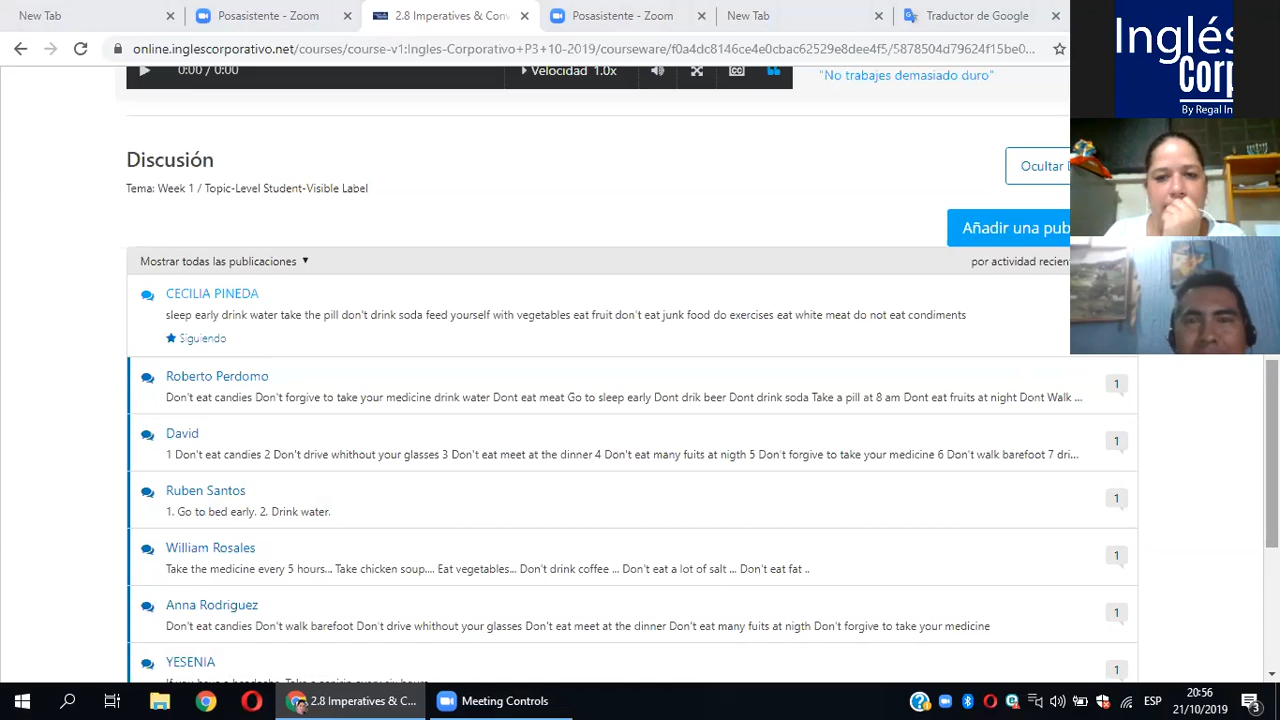 New Tab
Posasistente - Zoom
2.8 Imperatives & Conv
Posasistente - Zoom
New Tab
Traductor de Google
online.inglescorporativo.net/courses/course-v1:Ingles-Corporativo+P3+10-2019/courseware/f0a4dc8146ce4e0cbac62529e8dee4f5/5878504d79624f15be0...
Inglés
Corp
By Regal In
0:00 / 0:00
Velocidad 1.0x
"No trabajes demasiado duro"
Discusión
Ocultar
Tema: Week 1 / Topic-Level Student-Visible Label
Añadir una pub
Mostrar todas las publicaciones
por actividad recien
CECILIA PINEDA
sleep early drink water take the pill don't drink soda feed yourself with vegetables eat fruit don't eat junk food do exercises eat white meat do not eat condiments
Siguiendo
Roberto Perdomo
Don't eat candies Don't forgive to take your medicine drink water Dont eat meat Go to sleep early Dont drik beer Dont drink soda Take a pill at 8 am Dont eat fruits at night Dont Walk ...
1
David
1 Don't eat candies 2 Don't drive whithout your glasses 3 Don't eat meet at the dinner 4 Don't eat many fuits at nigth 5 Don't forgive to take your medicine 6 Don't walk barefoot 7 dri...
1
Ruben Santos
1. Go to bed early. 2. Drink water.
1
William Rosales
Take the medicine every 5 hours... Take chicken soup.... Eat vegetables... Don't drink coffee ... Don't eat a lot of salt ... Don't eat fat ..
1
Anna Rodriguez
Don't eat candies Don't walk barefoot Don't drive whithout your glasses Don't eat meet at the dinner Don't eat many fuits at nigth Don't forgive to take your medicine
1
YESENIA
1
2.8 Imperatives & C...
Meeting Controls
ESP
20:56
21/10/2019
3